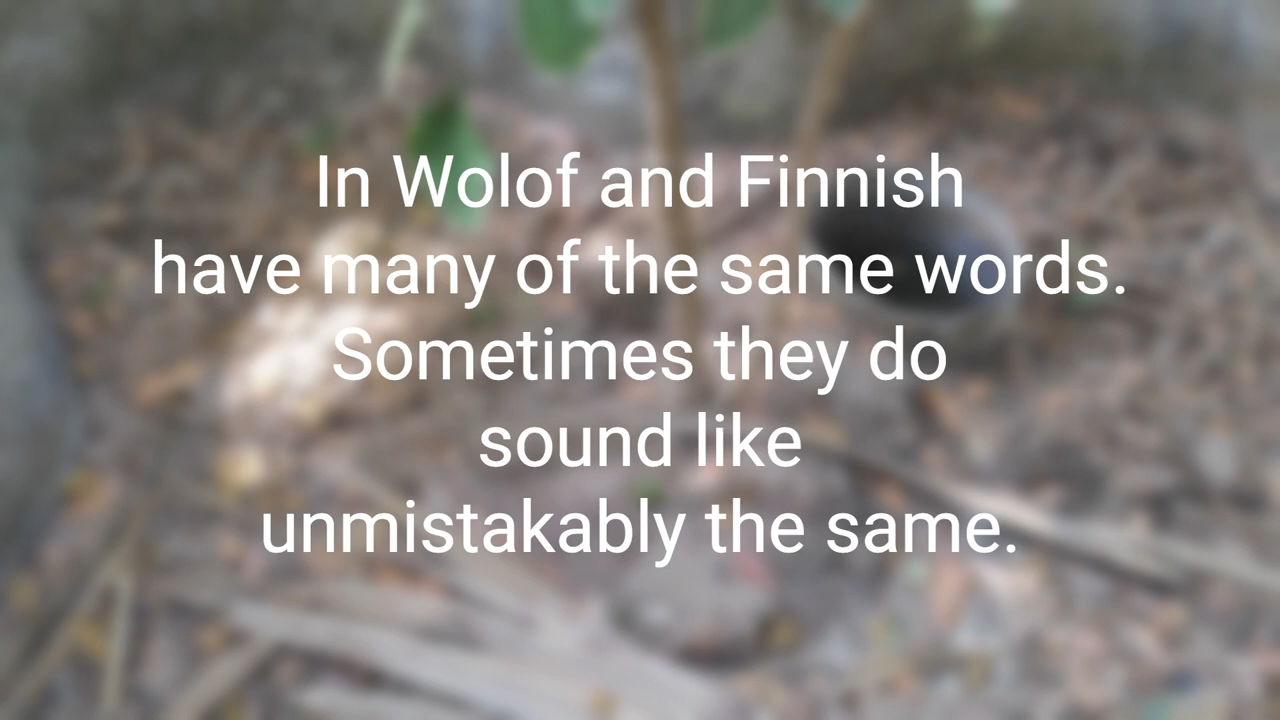 In Wolof and Finnish
have many of the same words.
Sometimes they do
sound like
unmistakably the same.